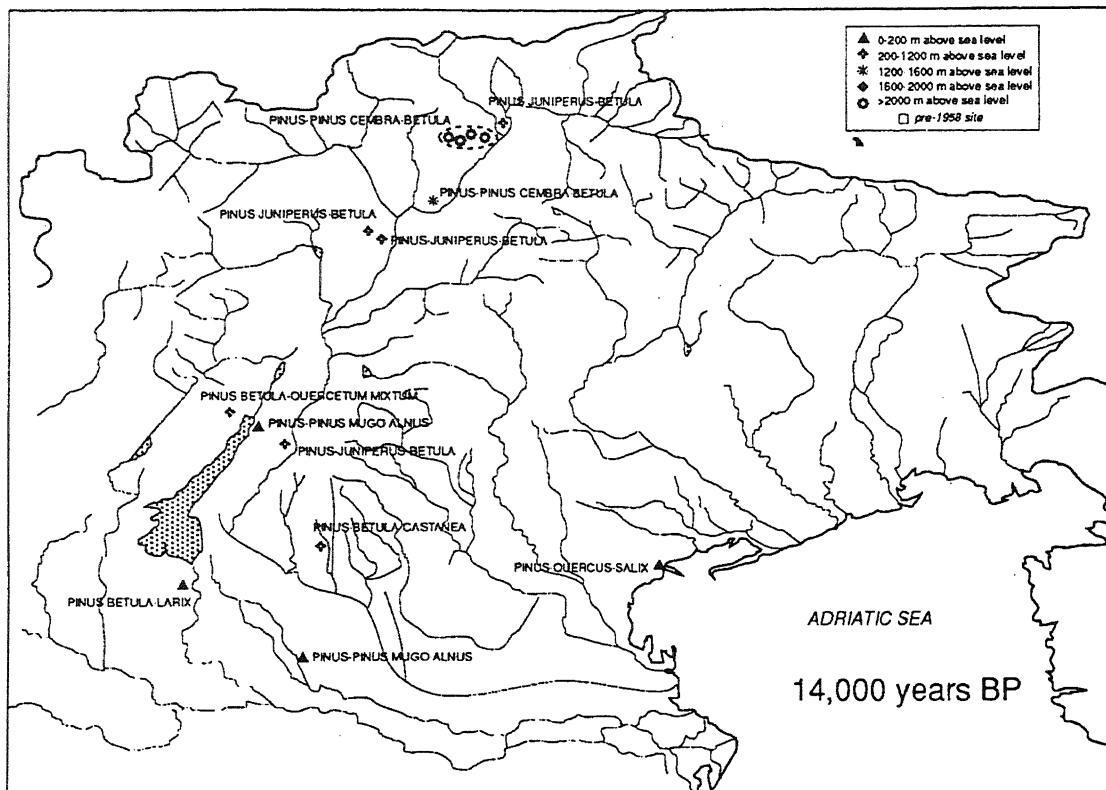 0-200 m above sea level
200-1200 m above sea level
1200-1600 m above sea level
1600-2000 m above sea level
>2000 m above sea level
pre-1958 site
PINUS JUNIPERUS-BETULA
PINUS-PINUS CEMBRA-BETULA
PINUS-PINUS CEMBRA BETULA
PINUS JUNIPERUS-BETULA
PINUS-JUNIPERUS-BETULA
PINUS BETULA-QUERCETUM MIXTUM
PINUS-PINUS MUGO ALNUS
PINUS-JUNIPERUS-BETULA
PINUS-BETULA-CASTANEA
PINUS-QUERCUS-SALIX
PINUS BETULA-LARIX
ADRIATIC SEA
PINUS-PINUS MUGO ALNUS
14,000 years BP